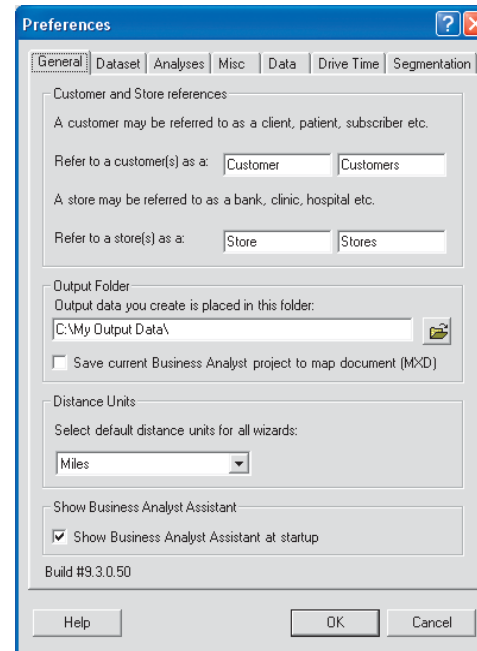 Preferences
General Dataset Analyses Misc Data Drive Time Segmentation
Customer and Store references
A customer may be referred to as a client, patient, subscriber etc.
Refer to a customer(s) as a: Customer Customers
A store may be referred to as a bank, clinic, hospital etc.
Refer to a store(s) as a: Store Stores
Output Folder
Output data you create is placed in this folder:
C:\My Output Data\
Save current Business Analyst project to map document (MXD)
Distance Units
Select default distance units for all wizards:
Miles
Show Business Analyst Assistant
Show Business Analyst Assistant at startup
Build #9.3.0.50
Help OK Cancel